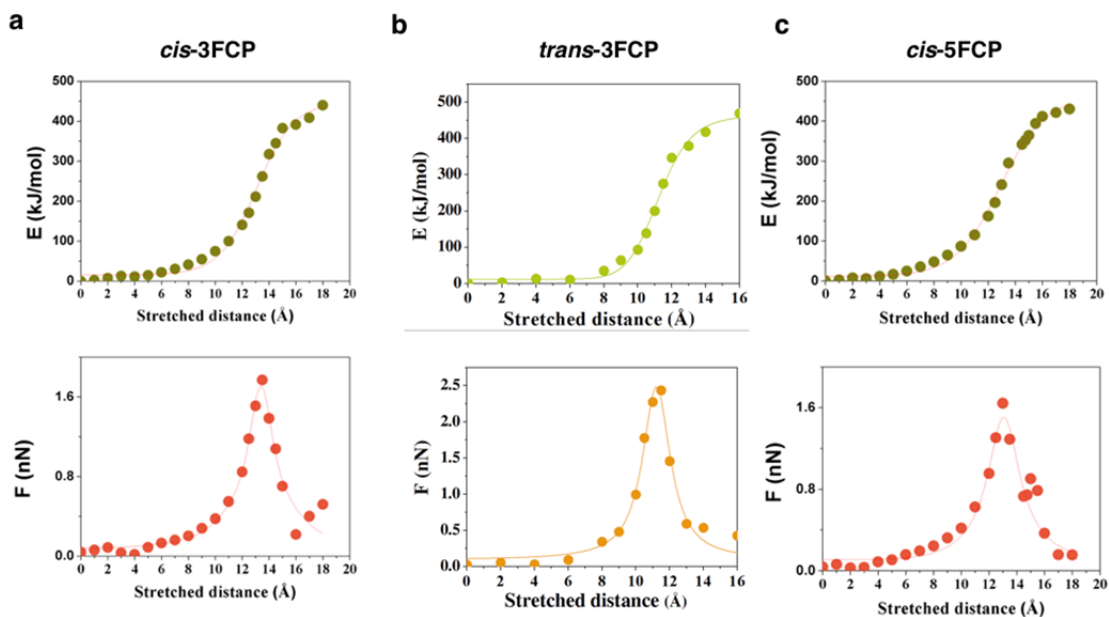 a
cis-3FCP
E (kJ/mol)
500
400
300
200
100
0
0 2 4 6 8 10 12 14 16 18 20
Stretched distance (Å)
F (nN)
1.6
0.8
0.0
0 2 4 6 8 10 12 14 16 18 20
Stretched distance (Å)
b
trans-3FCP
E (kJ/mol)
500
400
300
200
100
0
0 2 4 6 8 10 12 14 16
Stretched distance (Å)
F (nN)
2.5
2.0
1.5
1.0
0.5
0.0
0 2 4 6 8 10 12 14 16
Stretched distance (Å)
c
cis-5FCP
E (kJ/mol)
500
400
300
200
100
0
0 2 4 6 8 10 12 14 16 18 20
Stretched distance (Å)
F (nN)
1.6
0.8
0.0
0 2 4 6 8 10 12 14 16 18 20
Stretched distance (Å)